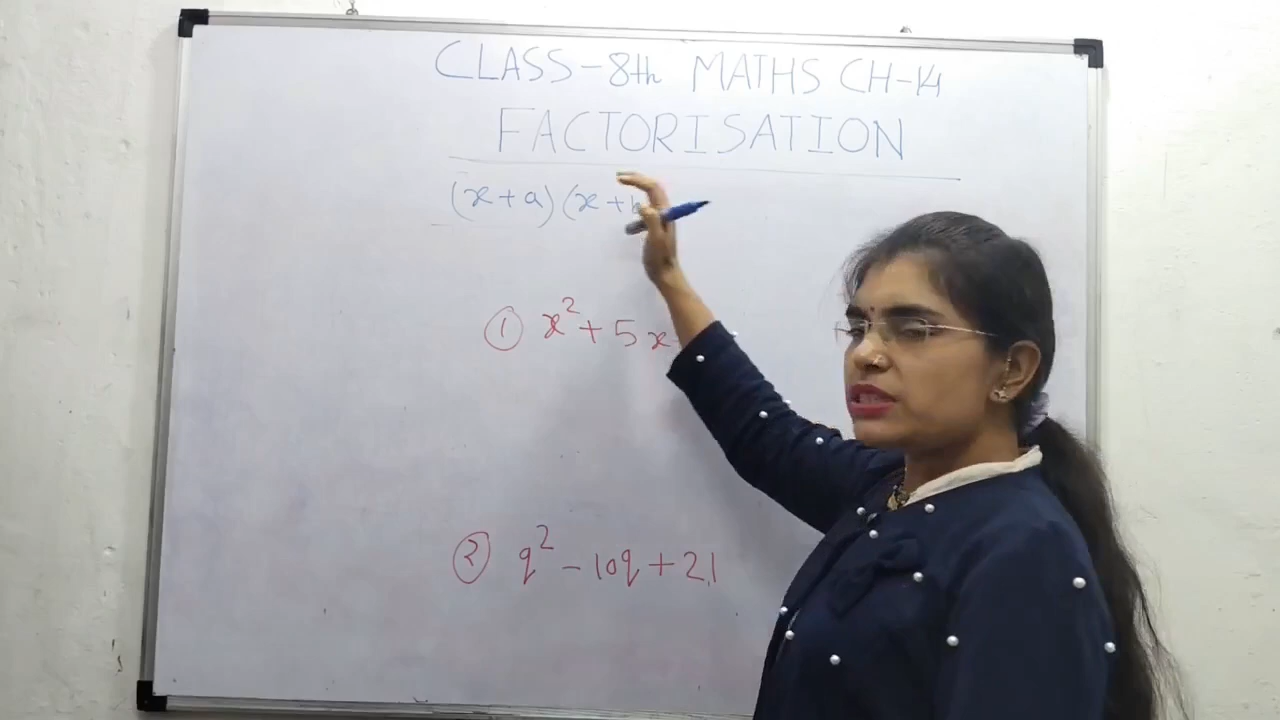 CLASS-8th MATHS CH-14
FACTORISATION
(x+a)(x+b
① x² + 5x
② q² - 10q + 21